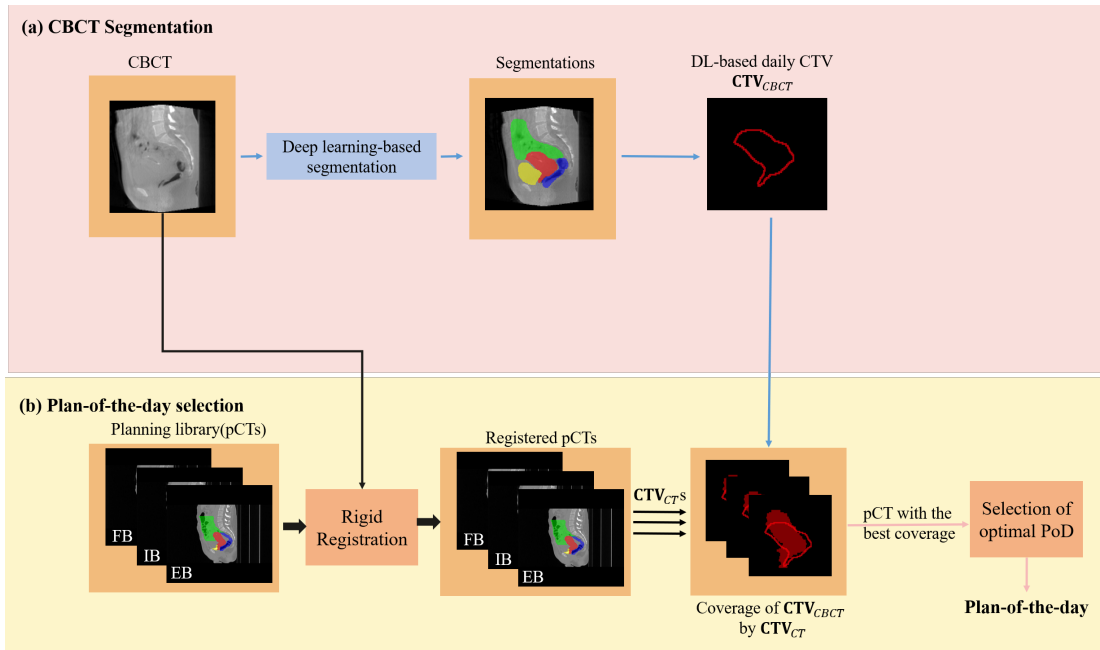 (a) CBCT Segmentation
CBCT
Segmentations
DL-based daily CTV
CTV_CBCT
Deep learning-based
segmentation
(b) Plan-of-the-day selection
Planning library(pCTs)
Registered pCTs
FB
IB
EB
Rigid
Registration
FB
IB
EB
CTV_CTs
pCT with the
best coverage
Selection of
optimal PoD
Coverage of CTV_CBCT
by CTV_CT
Plan-of-the-day